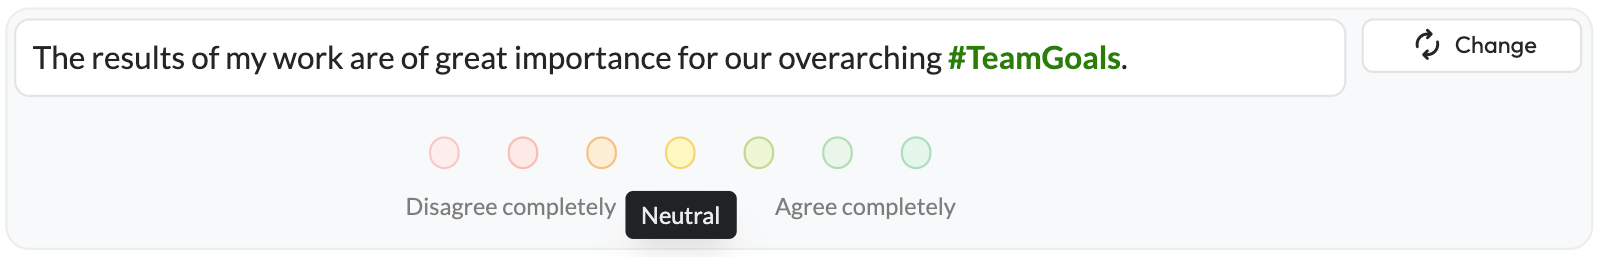 The results of my work are of great importance for our overarching #TeamGoals.
Change
Disagree completely
Neutral
Agree completely